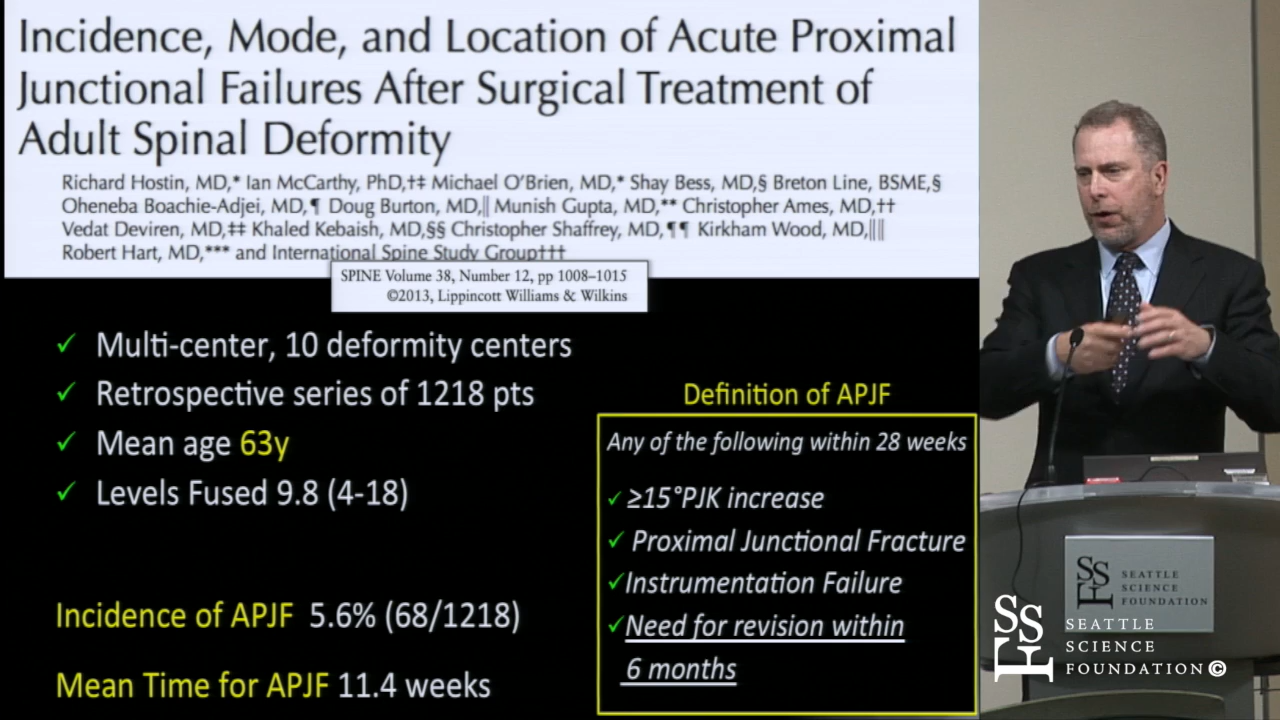 Incidence, Mode, and Location of Acute Proximal
Junctional Failures After Surgical Treatment of
Adult Spinal Deformity
Richard Hostin, MD,* Ian McCarthy, PhD,†‡ Michael O'Brien, MD,* Shay Bess, MD,§ Breton Line, BSME,§
Oheneba Boachie-Adjei, MD,¶ Doug Burton, MD,|| Munish Gupta, MD,** Christopher Ames, MD,††
Vedat Deviren, MD,‡‡ Khaled Kebaish, MD,§§ Christopher Shaffrey, MD,¶¶ Kirkham Wood, MD,||||
Robert Hart, MD,*** and International Spine Study Group†††
SPINE Volume 38, Number 12, pp 1008–1015
©2013, Lippincott Williams & Wilkins
✓ Multi-center, 10 deformity centers
✓ Retrospective series of 1218 pts
✓ Mean age 63y
✓ Levels Fused 9.8 (4-18)
Incidence of APJF 5.6% (68/1218)
Mean Time for APJF 11.4 weeks
Definition of APJF
Any of the following within 28 weeks
✓ ≥15°PJK increase
✓ Proximal Junctional Fracture
✓ Instrumentation Failure
✓ Need for revision within
6 months
SSF
SEATTLE
SCIENCE
FOUNDATION
SSF
SEATTLE
SCIENCE
FOUNDATION ©